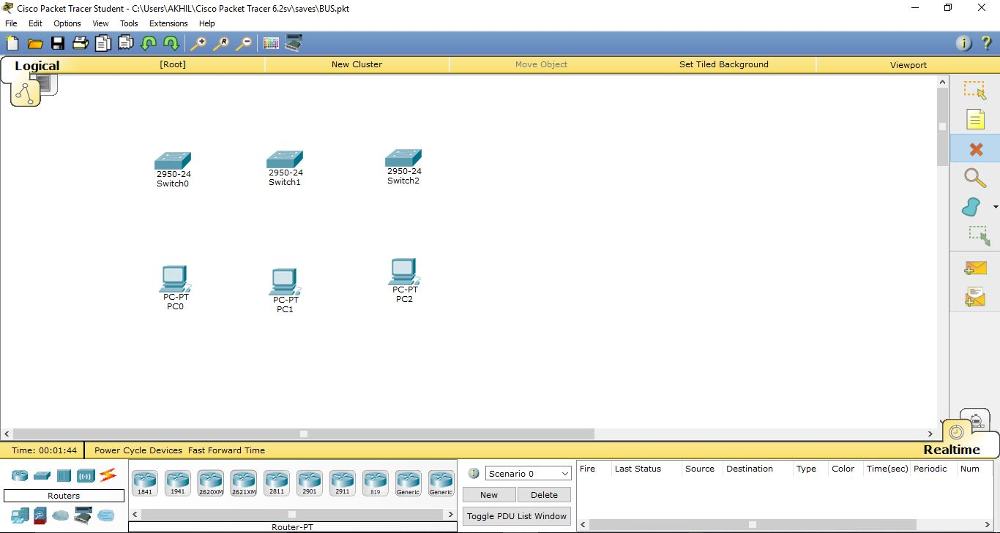 Cisco Packet Tracer Student - C:\Users\AKHIL\Cisco Packet Tracer 6.2sv\saves\BUS.pkt
File Edit Options View Tools Extensions Help
Logical [Root] New Cluster Move Object Set Tiled Background Viewport
2950-24
Switch0
2950-24
Switch1
2950-24
Switch2
PC-PT
PC0
PC-PT
PC1
PC-PT
PC2
Time: 00:01:44 Power Cycle Devices Fast Forward Time Realtime
Routers
1841 1941 2620XM 2621XM 2811 2901 2911 819 Generic Generic
Router-PT
Scenario 0
New Delete
Toggle PDU List Window
Fire Last Status Source Destination Type Color Time(sec) Periodic Num